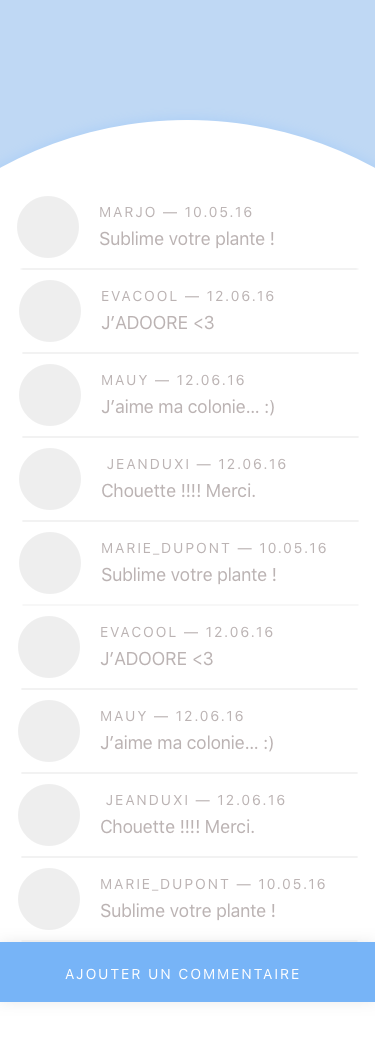 MARJO — 10.05.16
Sublime votre plante !
EVACOOL — 12.06.16
J’ADOORE <3
MAUY — 12.06.16
J’aime ma colonie... :)
JEANDUXI — 12.06.16
Chouette !!!! Merci.
MARIE_DUPONT — 10.05.16
Sublime votre plante !
EVACOOL — 12.06.16
J’ADOORE <3
MAUY — 12.06.16
J’aime ma colonie... :)
JEANDUXI — 12.06.16
Chouette !!!! Merci.
MARIE_DUPONT — 10.05.16
Sublime votre plante !
AJOUTER UN COMMENTAIRE